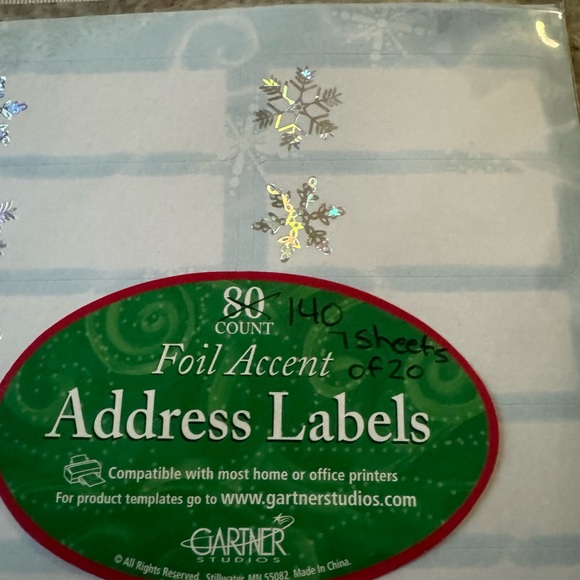 80 140
COUNT 7 sheets
of 20
Foil Accent
Address Labels
Compatible with most home or office printers
For product templates go to www.gartnerstudios.com
GARTNER
STUDIOS
© All Rights Reserved. Stillwater, MN 55082. Made in China.